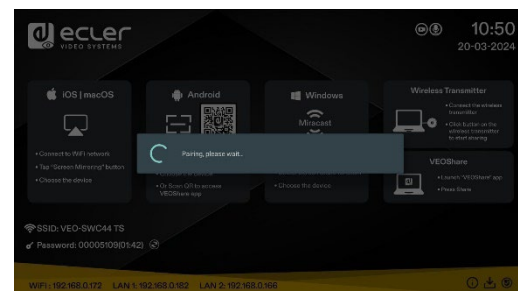 ecler
VIDEO SYSTEMS
10:50
20-03-2024
iOS | macOS
• Connect to WiFi network
• Tap "Screen Mirroring" button
• Choose the device
Android
• Or Scan QR to access
VEOShare app
Windows
Miracast
• Choose the device
Wireless Transmitter
• Connect the wireless
transmitter
• Click button on the
wireless transmitter
to start sharing
VEOShare
• Launch "VEOShare" app
• Press Share
Pairing, please wait..
SSID: VEO-SWC44 TS
Password: 00005109(01:42)
WiFi: 192.168.0.172 LAN 1: 192.168.0.182 LAN 2: 192.168.0.166